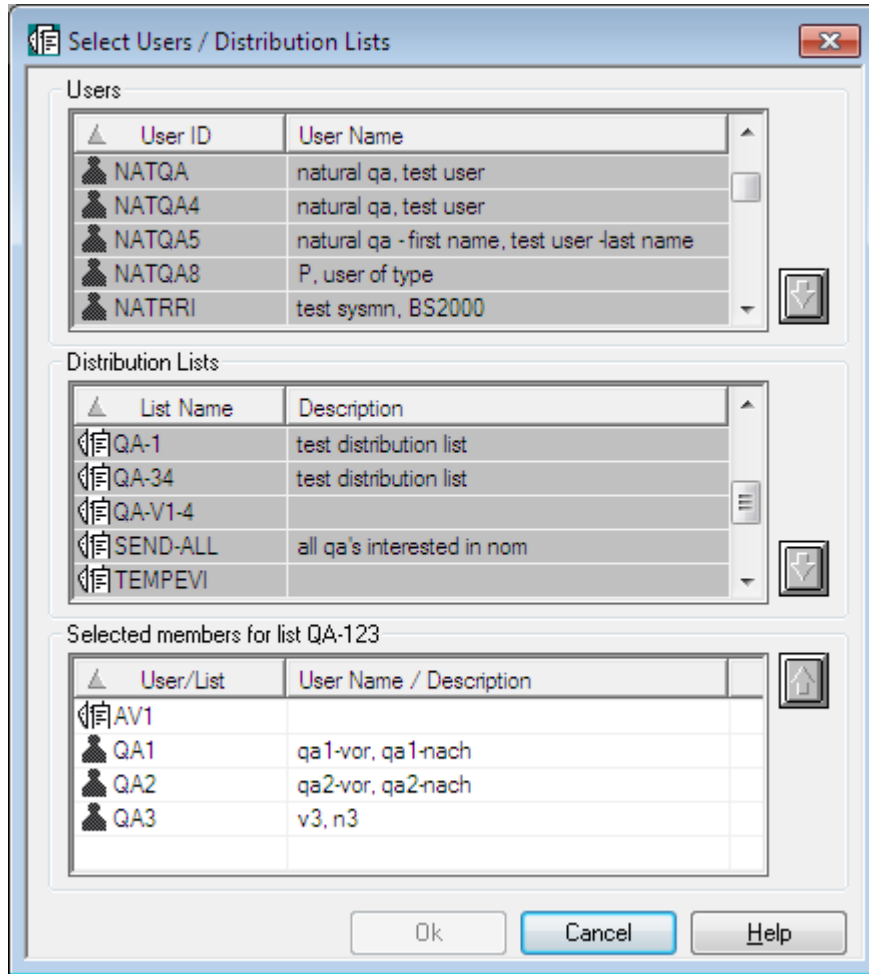 Select Users / Distribution Lists
Users
User ID User Name
NATQA natural qa, test user
NATQA4 natural qa, test user
NATQA5 natural qa - first name, test user -last name
NATQA8 P, user of type
NATRRI test sysmn, BS2000
Distribution Lists
List Name Description
QA-1 test distribution list
QA-34 test distribution list
QA-V1-4
SEND-ALL all qa's interested in nom
TEMPEVI
Selected members for list QA-123
User/List User Name / Description
AV1
QA1 qa1-vor, qa1-nach
QA2 qa2-vor, qa2-nach
QA3 v3, n3
Ok Cancel Help